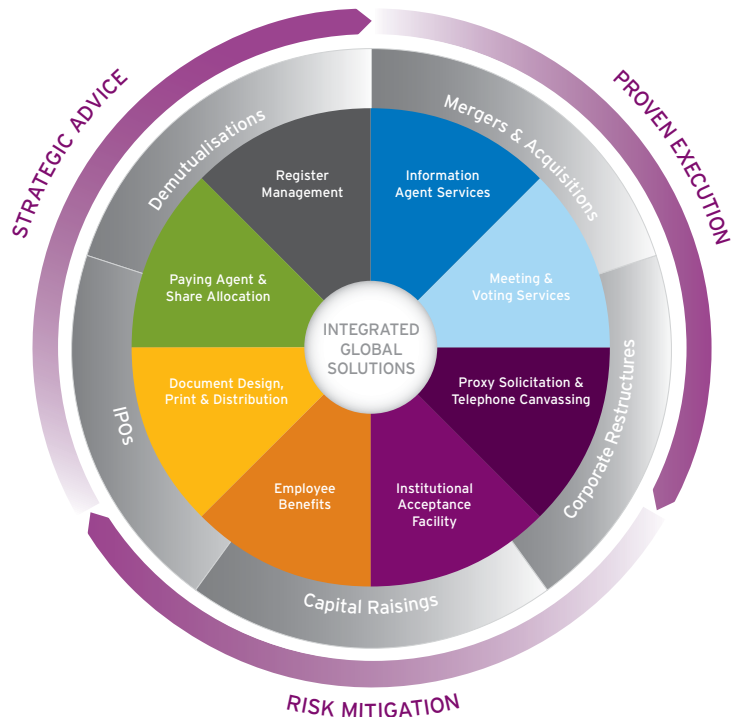 STRATEGIC ADVICE
PROVEN EXECUTION
RISK MITIGATION
Demutualisations
Mergers & Acquisitions
Corporate Restructures
Capital Raisings
IPOs
Register
Management
Information
Agent Services
Paying Agent &
Share Allocation
Meeting &
Voting Services
INTEGRATED
GLOBAL
SOLUTIONS
Document Design,
Print & Distribution
Proxy Solicitation &
Telephone Canvassing
Employee
Benefits
Institutional
Acceptance
Facility